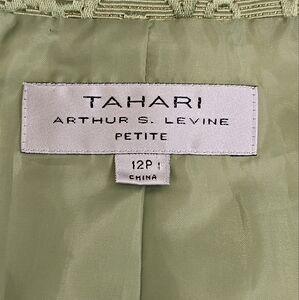 TAHARI
ARTHUR S. LEVINE
PETITE
12P
CHINA